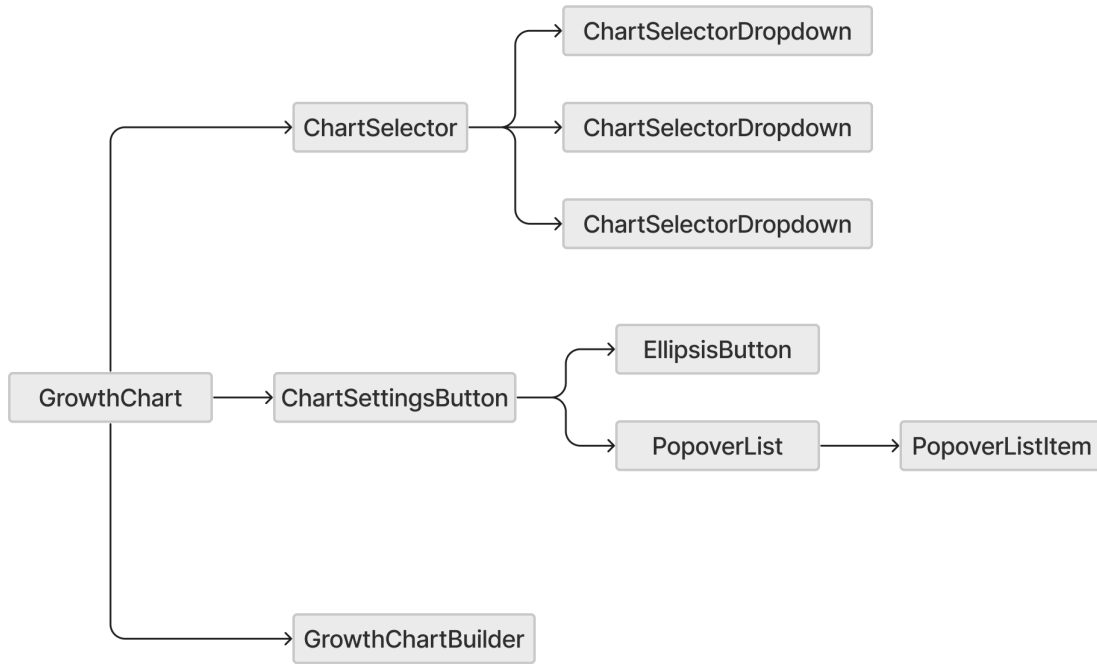 ChartSelectorDropdown
ChartSelector
ChartSelectorDropdown
ChartSelectorDropdown
EllipsisButton
GrowthChart
ChartSettingsButton
PopoverList
PopoverListItem
GrowthChartBuilder